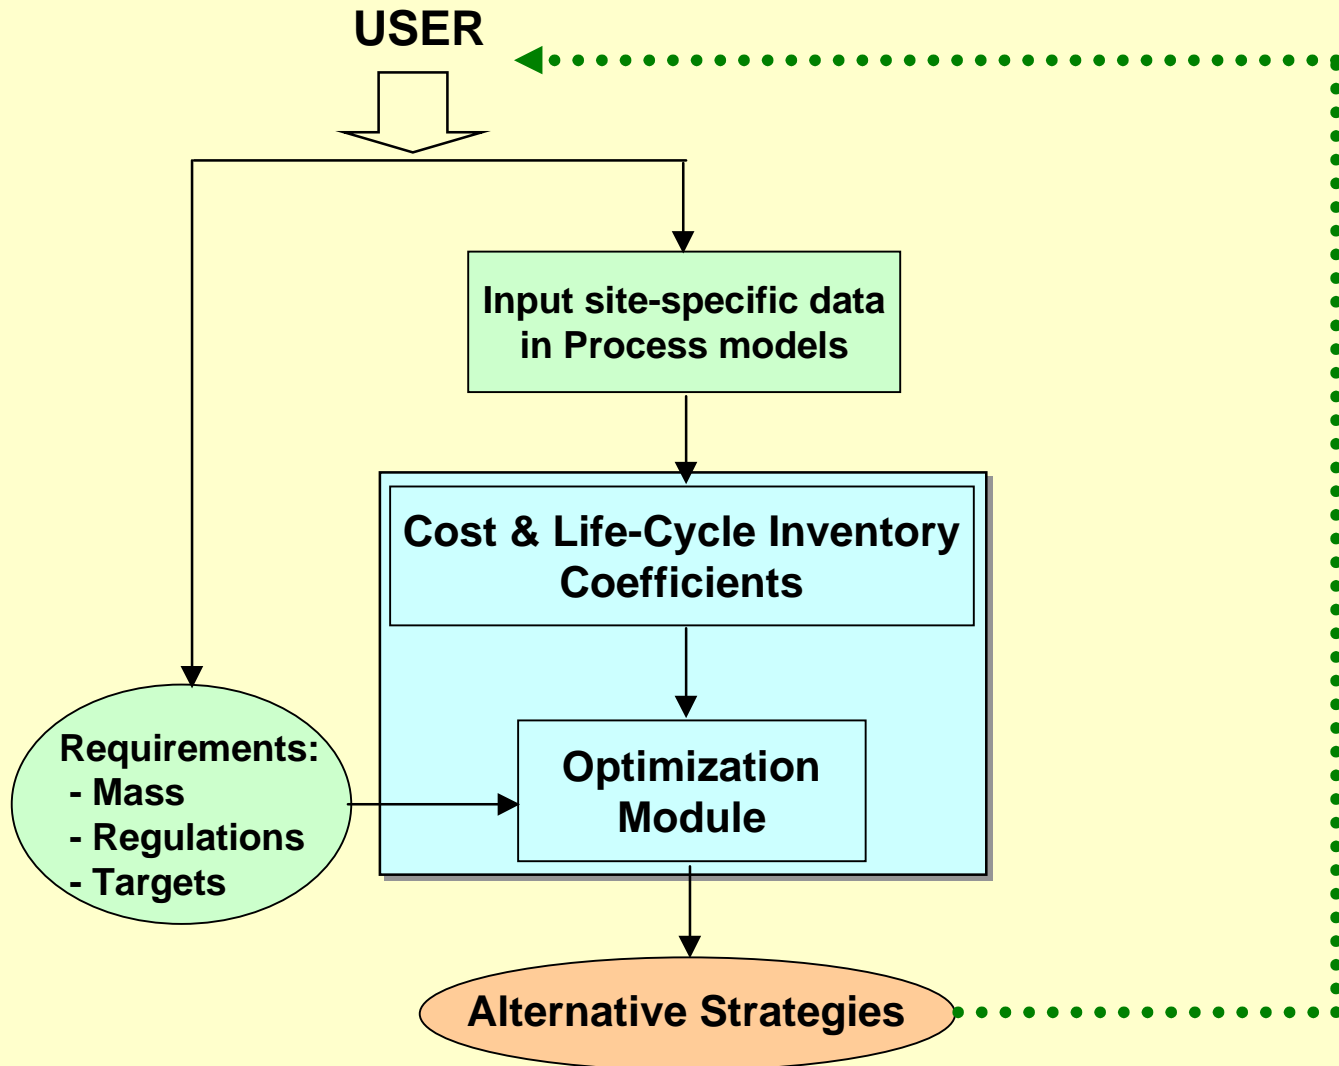 USER
Input site-specific data
in Process models
Cost & Life-Cycle Inventory
Coefficients
Requirements:
- Mass
- Regulations
- Targets
Optimization
Module
Alternative Strategies